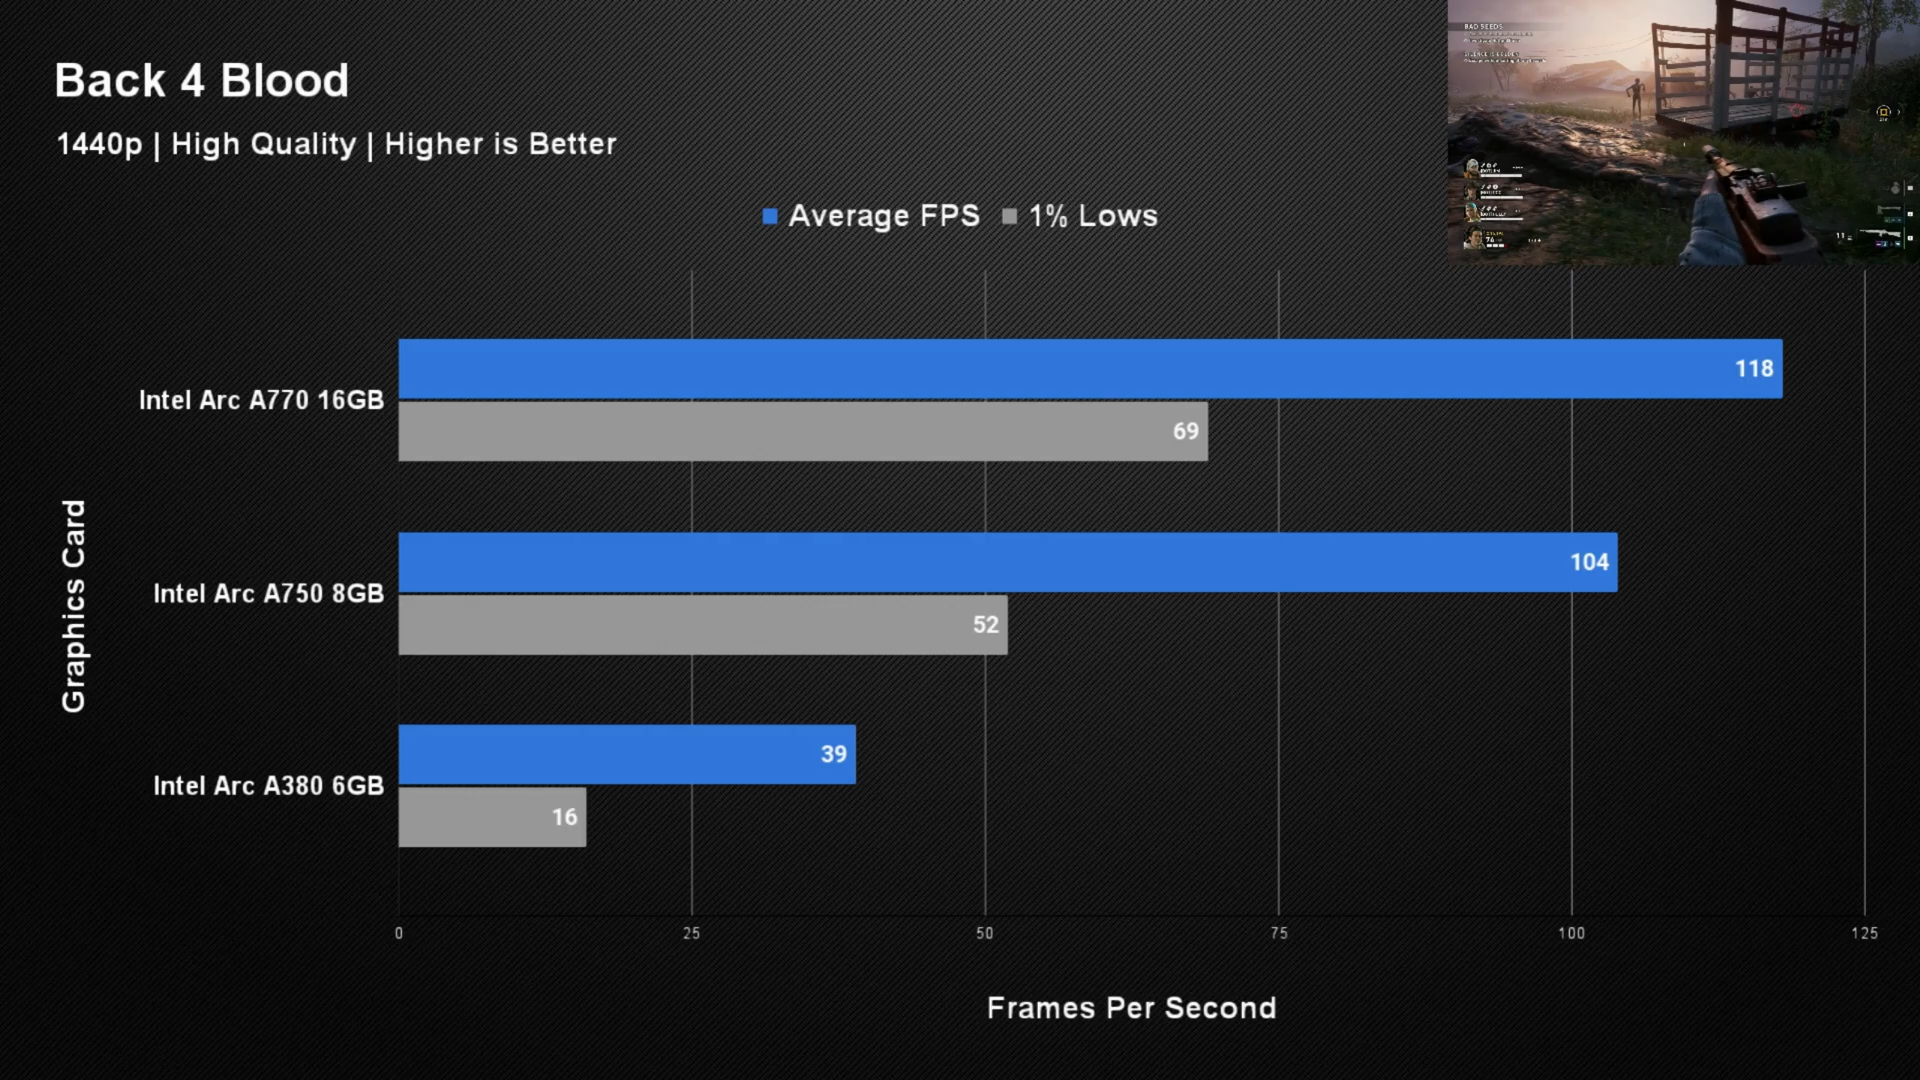 Back 4 Blood
1440p | High Quality | Higher is Better
BAD SEEDS
Average FPS 1% Lows
Intel Arc A770 16GB
118
69
Intel Arc A750 8GB
104
52
Intel Arc A380 6GB
39
16
Graphics Card
0 25 50 75 100 125
Frames Per Second